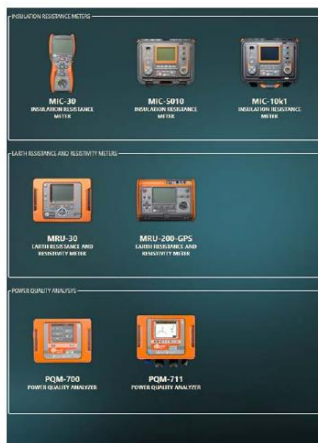 INSULATION RESISTANCE METERS
MIC-30
INSULATION RESISTANCE
METER
MIC-5010
INSULATION RESISTANCE
METER
MIC-10k1
INSULATION RESISTANCE
METER
EARTH RESISTANCE AND RESISTIVITY METERS
MRU-30
EARTH RESISTANCE AND
RESISTIVITY METER
MRU-200-GPS
EARTH RESISTANCE AND
RESISTIVITY METER
POWER QUALITY ANALYSIS
PQM-700
POWER QUALITY ANALYZER
PQM-711
POWER QUALITY ANALYZER